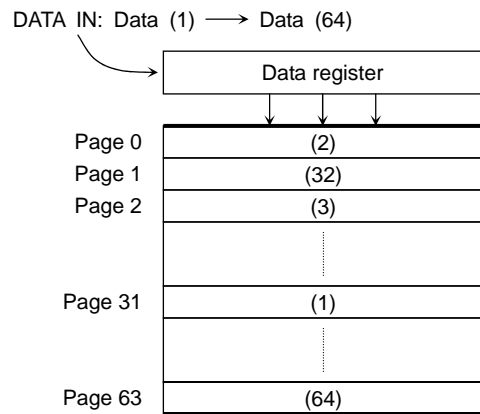 DATA IN: Data (1) → Data (64)
Data register
Page 0 (2)
Page 1 (32)
Page 2 (3)
Page 31 (1)
Page 63 (64)